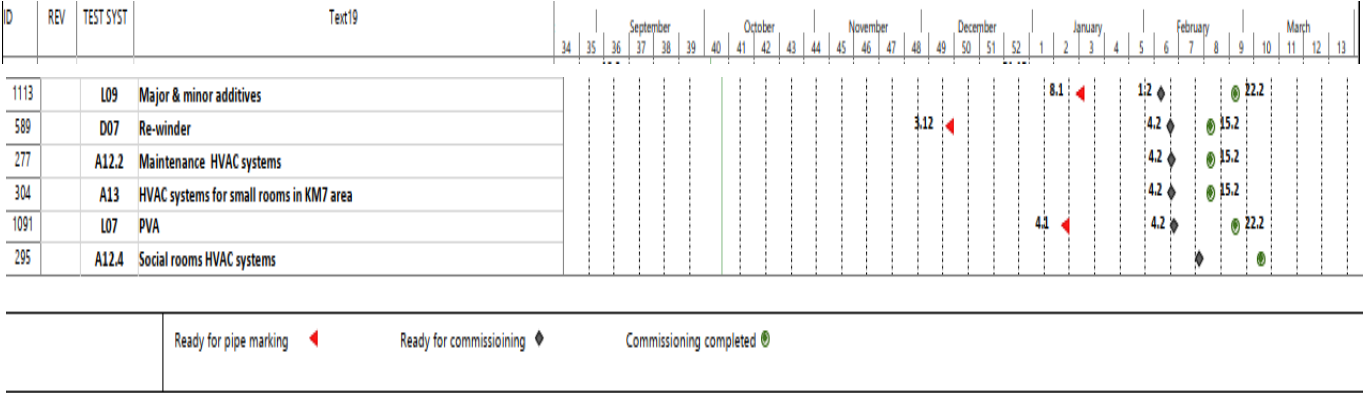 ID REV TEST SYST Text19
September October November December January February March
34 35 36 37 38 39 40 41 42 43 44 45 46 47 48 49 50 51 52 1 2 3 4 5 6 7 8 9 10 11 12 13
1113 L09 Major & minor additives 8.1 1.2 22.2
589 D07 Re-winder 3.12 4.2 15.2
277 A12.2 Maintenance HVAC systems 4.2 15.2
304 A13 HVAC systems for small rooms in KM7 area 4.2 15.2
1091 L07 PVA 4.1 4.2 22.2
295 A12.4 Social rooms HVAC systems
Ready for pipe marking Ready for commissioining Commissioning completed